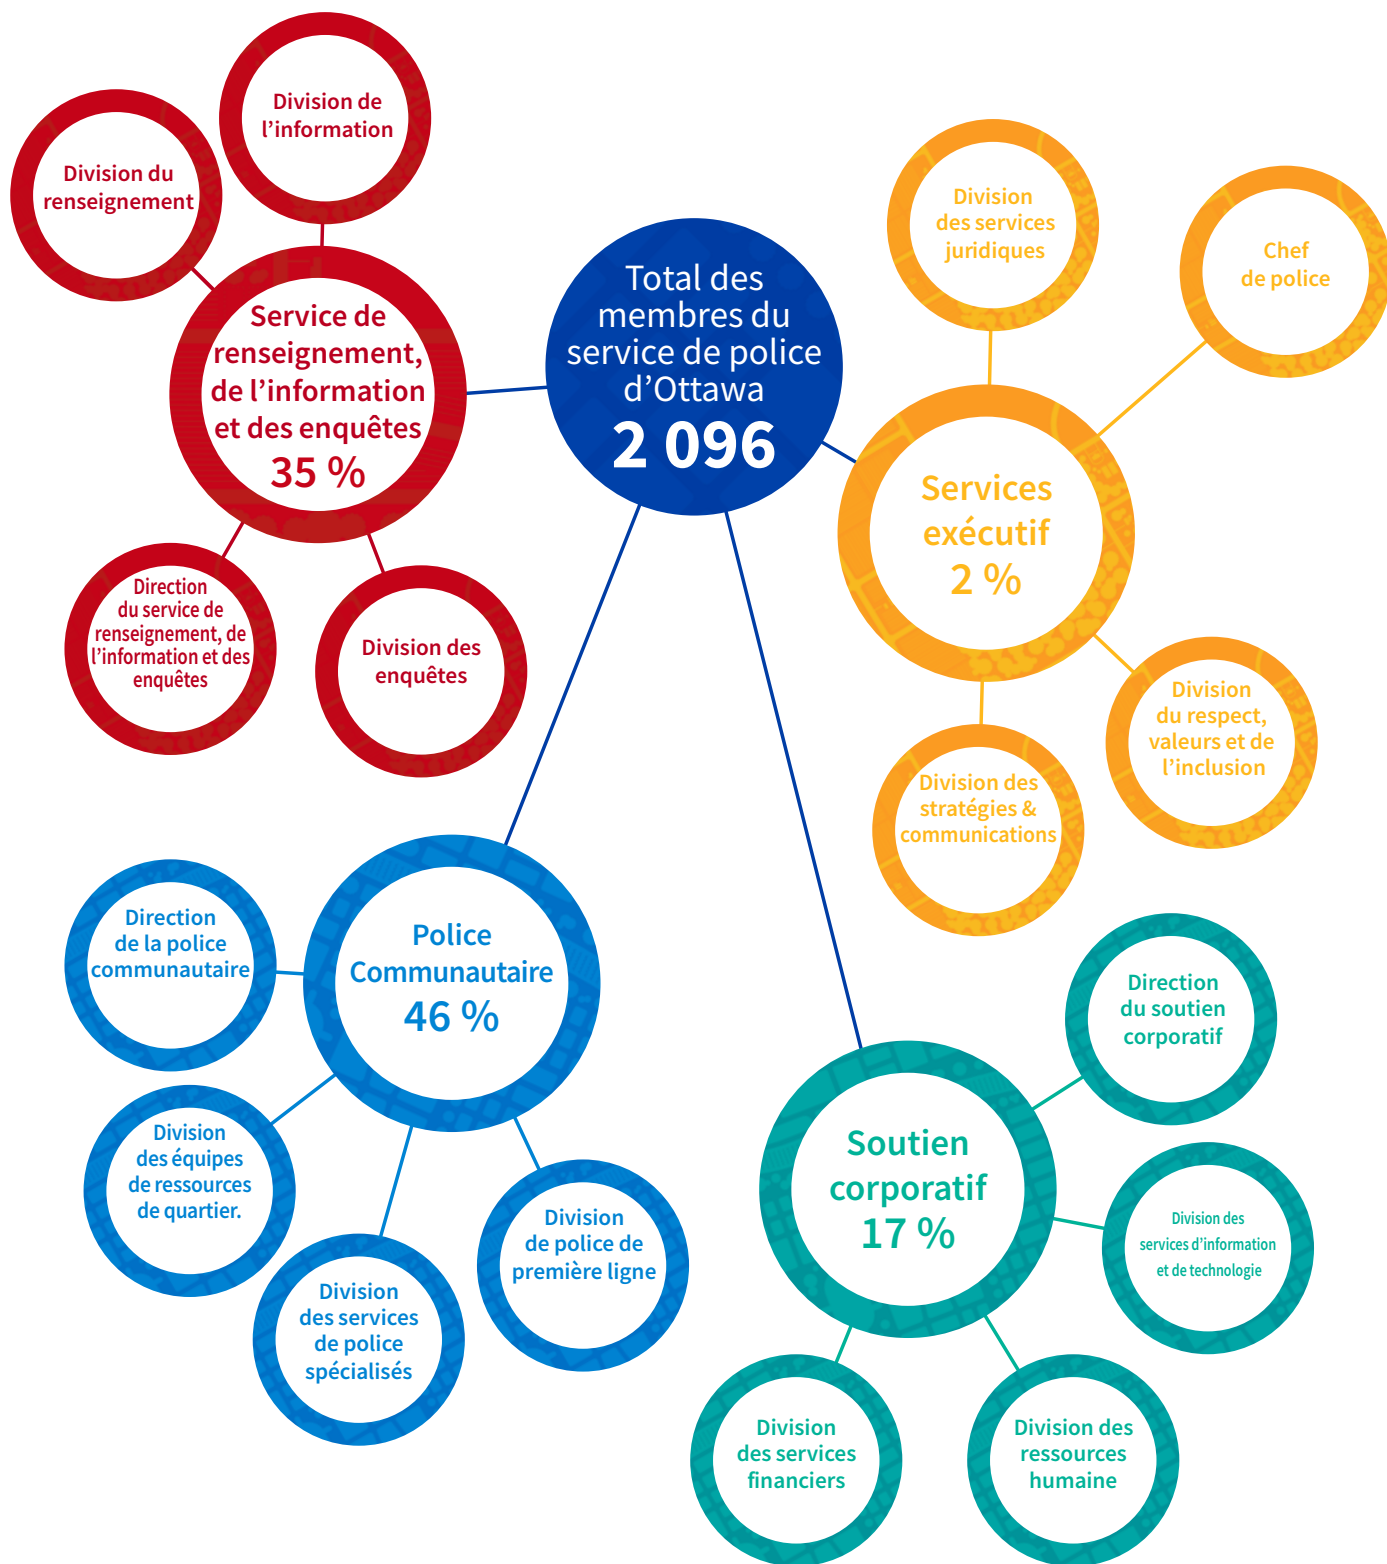 Total des
membres du
service de police
d’Ottawa
2 096
Division de
l’information
Division du
renseignement
Service de
renseignement,
de l’information
et des enquêtes
35 %
Direction
du service de
renseignement, de
l’information et des
enquêtes
Division des
enquêtes
Division
des services
juridiques
Chef
de police
Services
exécutif
2 %
Division
du respect,
valeurs et de
l’inclusion
Division des
stratégies &
communications
Police
Communautaire
46 %
Direction
de la police
communautaire
Division
des équipes
de ressources
de quartier.
Division
des services
de police
spécialisés
Division
de police de
première ligne
Soutien
corporatif
17 %
Direction
du soutien
corporatif
Division des
services d’information
et de technologie
Division des
ressources
humaine
Division
des services
financiers